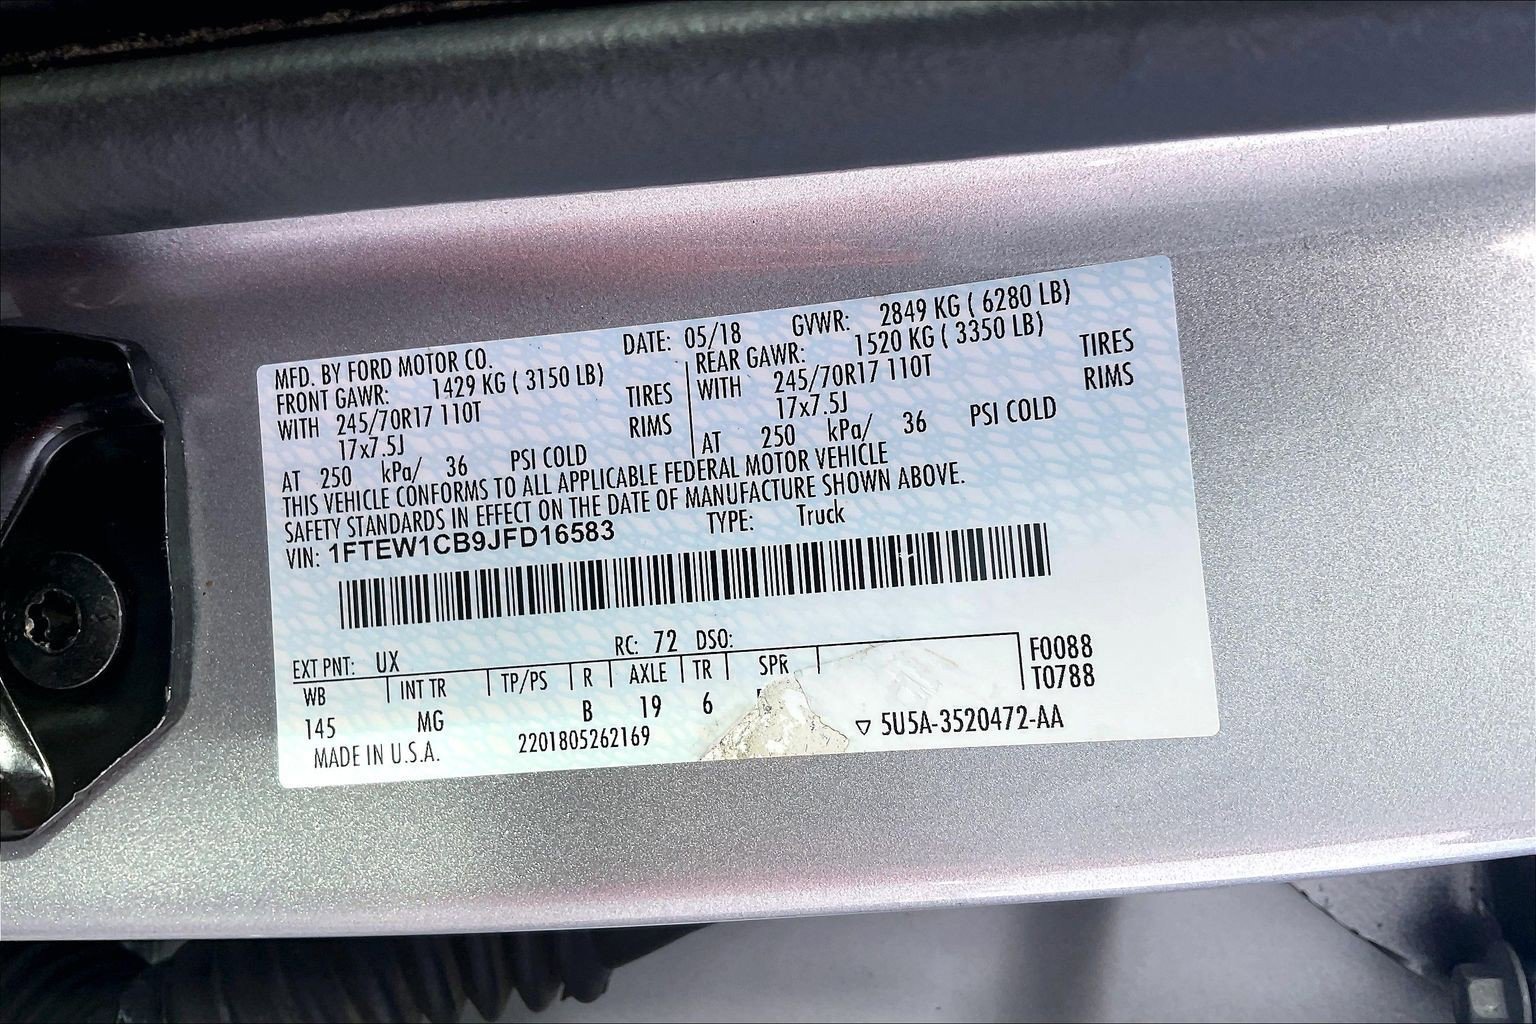 MFD. BY FORD MOTOR CO. DATE: 05/18 GVWR: 2849 KG ( 6280 LB)
FRONT GAWR: 1429 KG ( 3150 LB) REAR GAWR: 1520 KG ( 3350 LB)
WITH 245/70R17 110T TIRES WITH 245/70R17 110T TIRES
17x7.5J RIMS 17x7.5J RIMS
AT 250 kPa/ 36 PSI COLD AT 250 kPa/ 36 PSI COLD
THIS VEHICLE CONFORMS TO ALL APPLICABLE FEDERAL MOTOR VEHICLE
SAFETY STANDARDS IN EFFECT ON THE DATE OF MANUFACTURE SHOWN ABOVE.
VIN: 1FTEW1CB9JFD16583 TYPE: Truck
EXT PNT: UX RC: 72 DSO: F0088
WB INT TR TP/PS R AXLE TR SPR T0788
145 MG B 19 6
MADE IN U.S.A. 2201805262169 ▽ 5U5A-3520472-AA